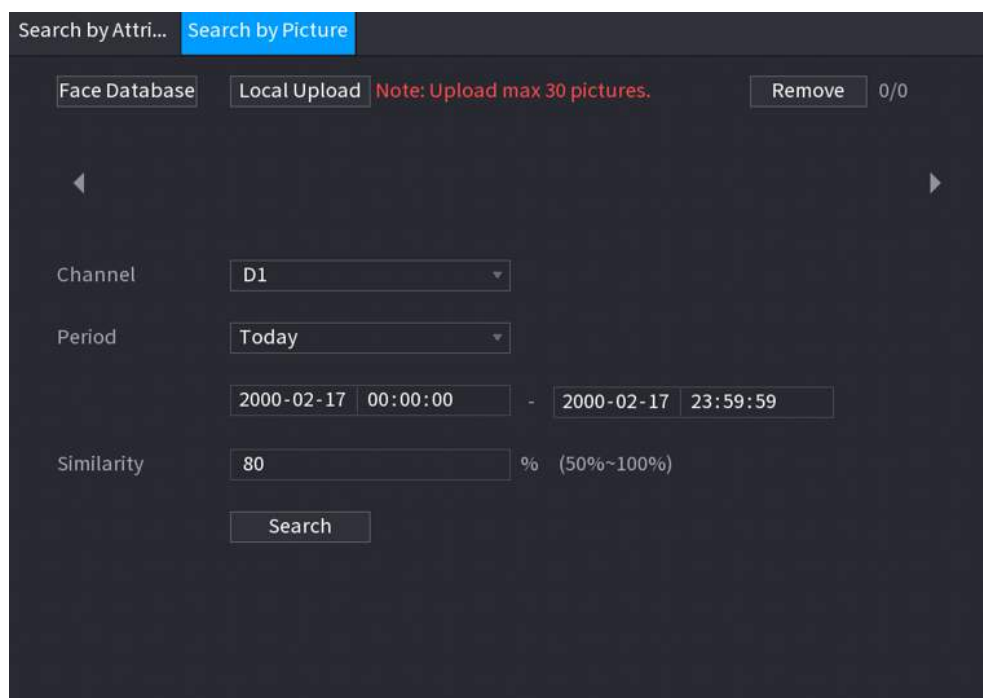 Search by Attri... Search by Picture
Face Database Local Upload Note: Upload max 30 pictures. Remove 0/0
Channel D1
Period Today
2000-02-17 00:00:00 - 2000-02-17 23:59:59
Similarity 80 % (50%~100%)
Search